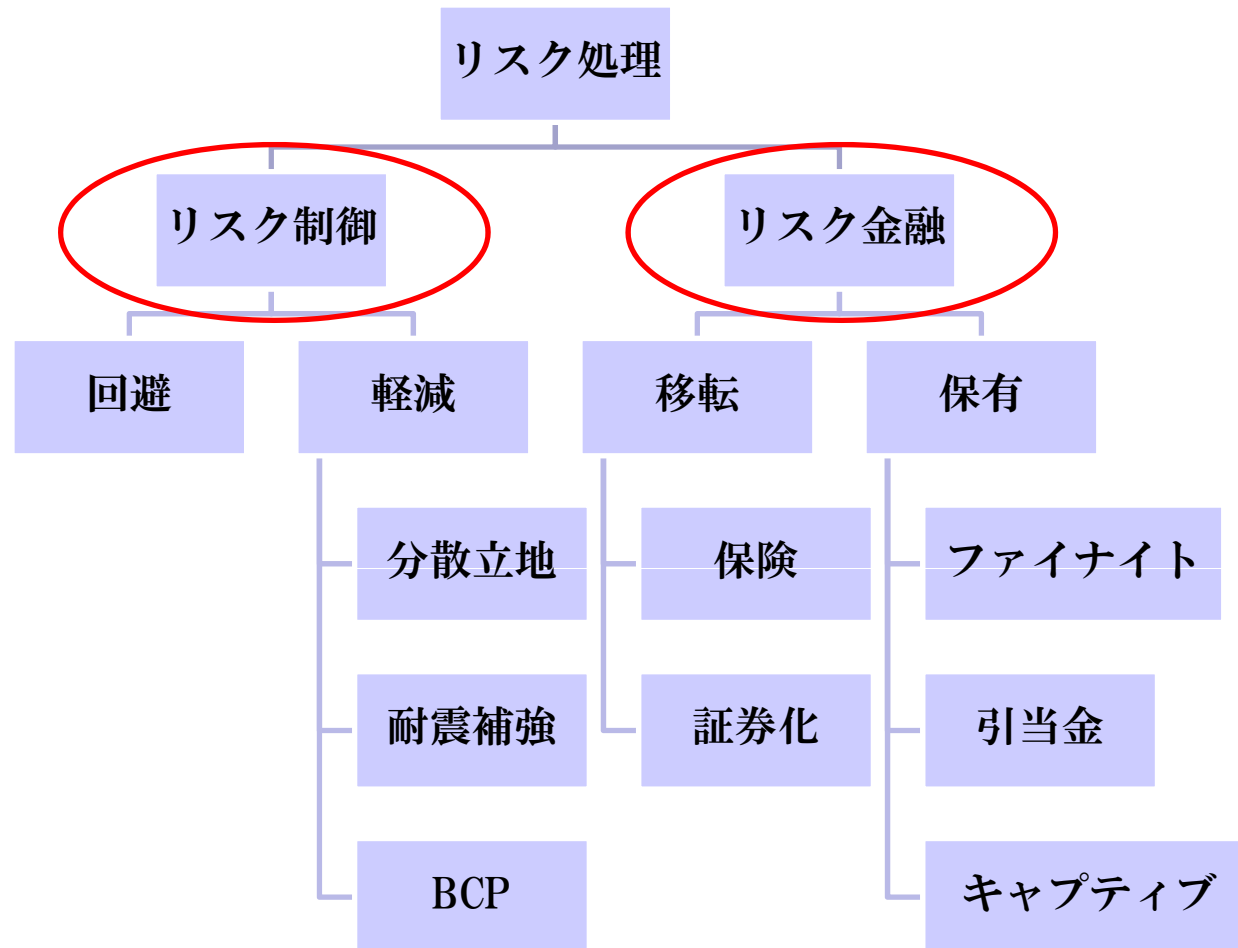 リスク処理
リスク制御
リスク金融
回避
軽減
移転
保有
分散立地
保険
ファイナイト
耐震補強
証券化
引当金
BCP
キャプティブ